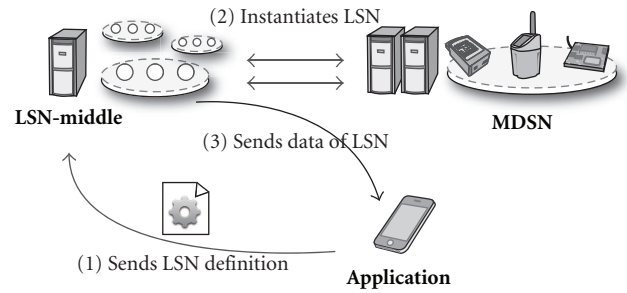 (2) Instantiates LSN
LSN-middle
MDSN
(3) Sends data of LSN
(1) Sends LSN definition
Application